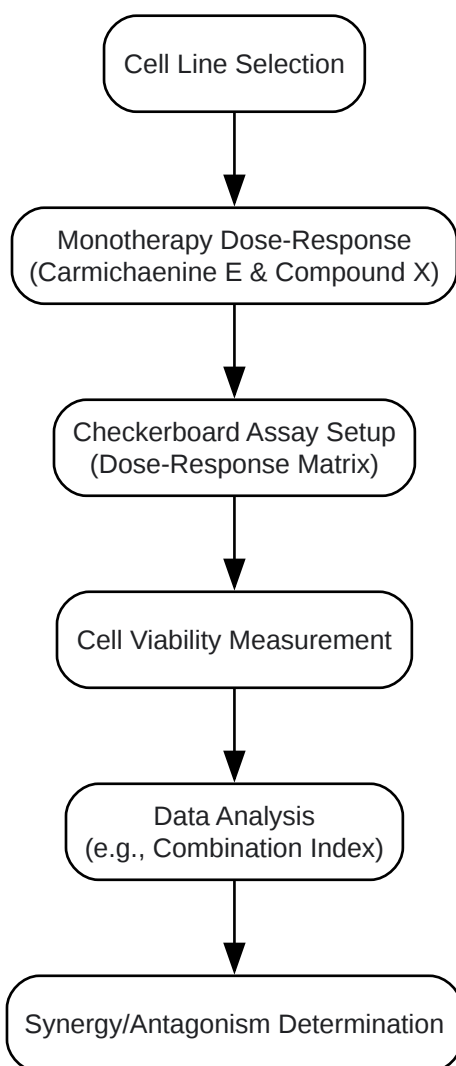 Cell Line Selection
Monotherapy Dose-Response
(Carmichaenine E & Compound X)
Checkerboard Assay Setup
(Dose-Response Matrix)
Cell Viability Measurement
Data Analysis
(e.g., Combination Index)
Synergy/Antagonism Determination